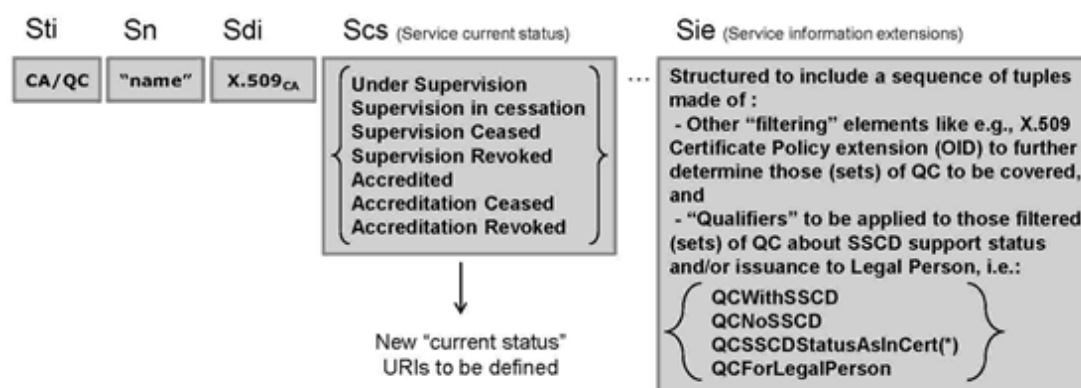 Sti Sn Sdi Scs (Service current status) Sie (Service information extensions)
CA/QC "name" X.509CA
Under Supervision
Supervision in cessation
Supervision Ceased
Supervision Revoked
Accredited
Accreditation Ceased
Accreditation Revoked
New "current status"
URIs to be defined
...
Structured to include a sequence of tuples
made of :
- Other "filtering" elements like e.g., X.509
Certificate Policy extension (OID) to further
determine those (sets) of QC to be covered,
and
- "Qualifiers" to be applied to those filtered
(sets) of QC about SSCD support status
and/or issuance to Legal Person, i.e.:
QCWithSSCD
QCNoSSCD
QCSSCDStatusAsInCert(*)
QCForLegalPerson